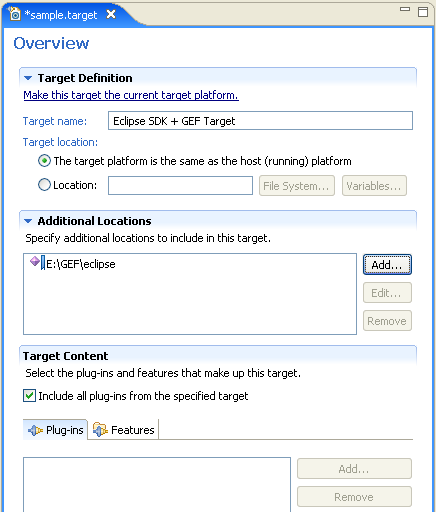 *sample.target
Overview
Target Definition
Make this target the current target platform.
Target name: Eclipse SDK + GEF Target
Target location:
The target platform is the same as the host (running) platform
Location: File System... Variables...
Additional Locations
Specify additional locations to include in this target.
E:\GEF\eclipse
Add...
Edit...
Remove
Target Content
Select the plug-ins and features that make up this target.
Include all plug-ins from the specified target
Plug-ins Features
Add...
Remove